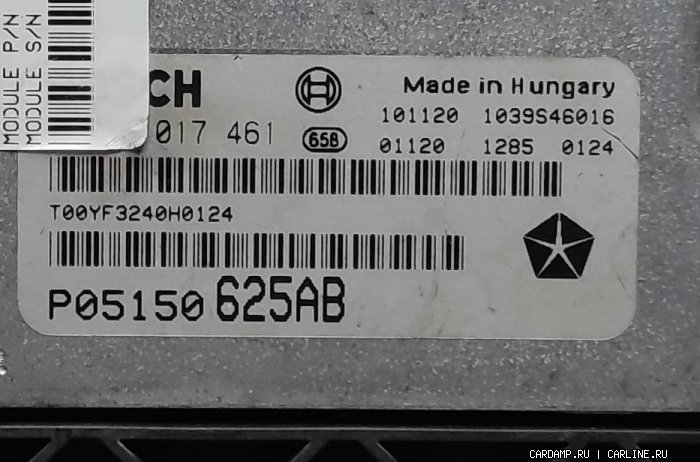 MODULE P/N
MODULE S/N
CH
Made in Hungary
017 461
101120 1039S46016
658
01120 1285 0124
T00YF3240H0124
P05150 625AB
CARDAMP.RU | CARLINE.RU